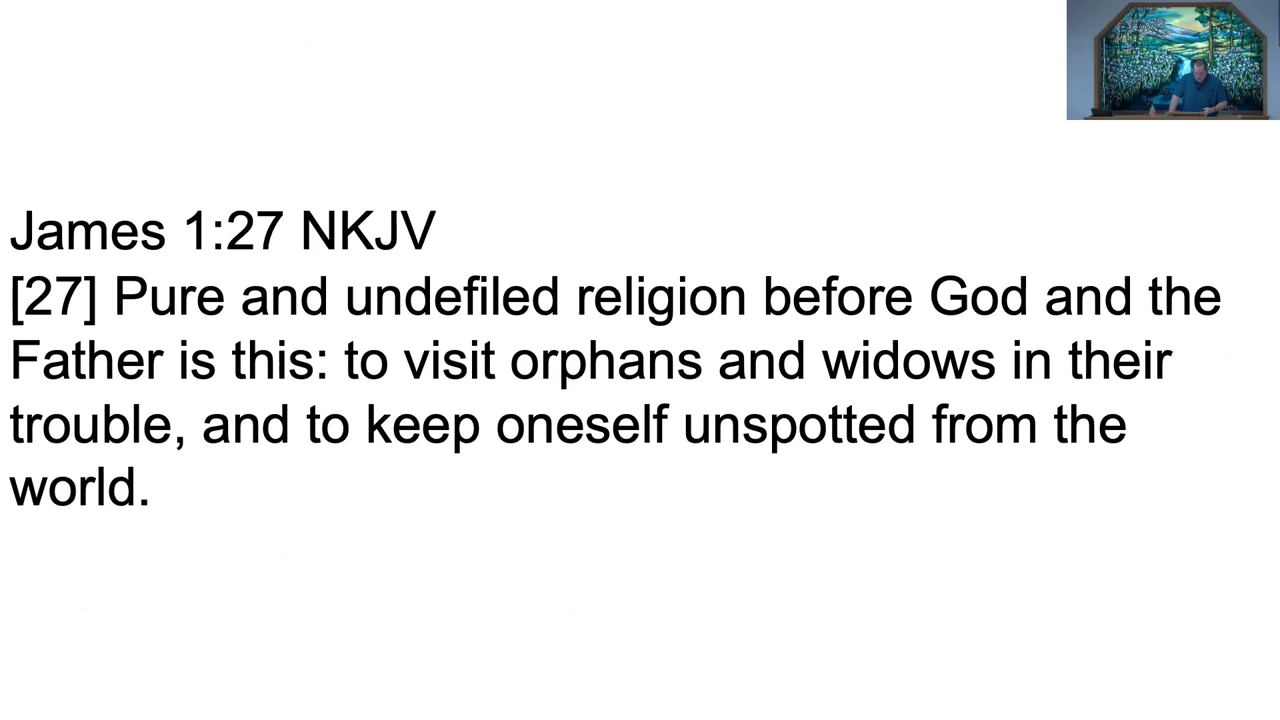 James 1:27 NKJV
[27] Pure and undefiled religion before God and the
Father is this: to visit orphans and widows in their
trouble, and to keep oneself unspotted from the
world.